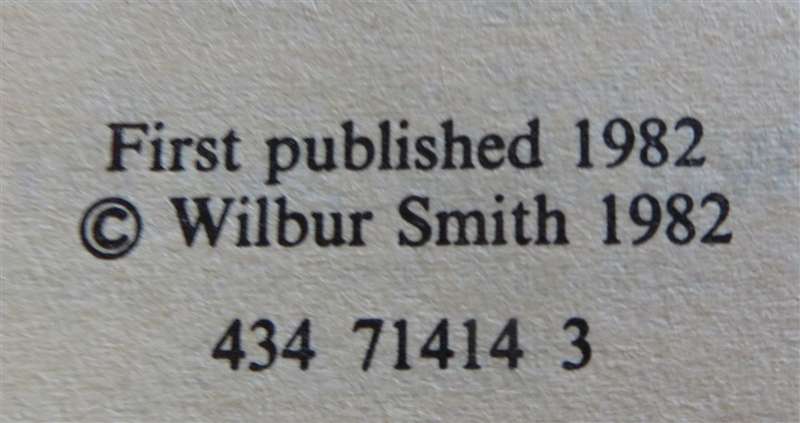 First published 1982
© Wilbur Smith 1982
434 71414 3